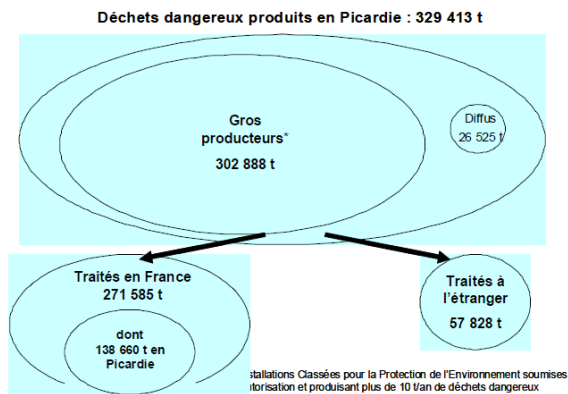 Déchets dangereux produits en Picardie : 329 413 t
Gros
producteurs*
302 888 t
Diffus
26 525 t
Traités en France
271 585 t
dont
138 660 t en
Picardie
Traités à
l'étranger
57 828 t
stallations Classées pour la Protection de l'Environnement soumises
utorisation et produisant plus de 10 t/an de déchets dangereux